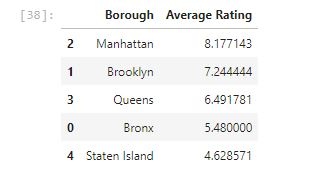 [38]:
Borough Average Rating
2 Manhattan 8.177143
1 Brooklyn 7.244444
3 Queens 6.491781
0 Bronx 5.480000
4 Staten Island 4.628571